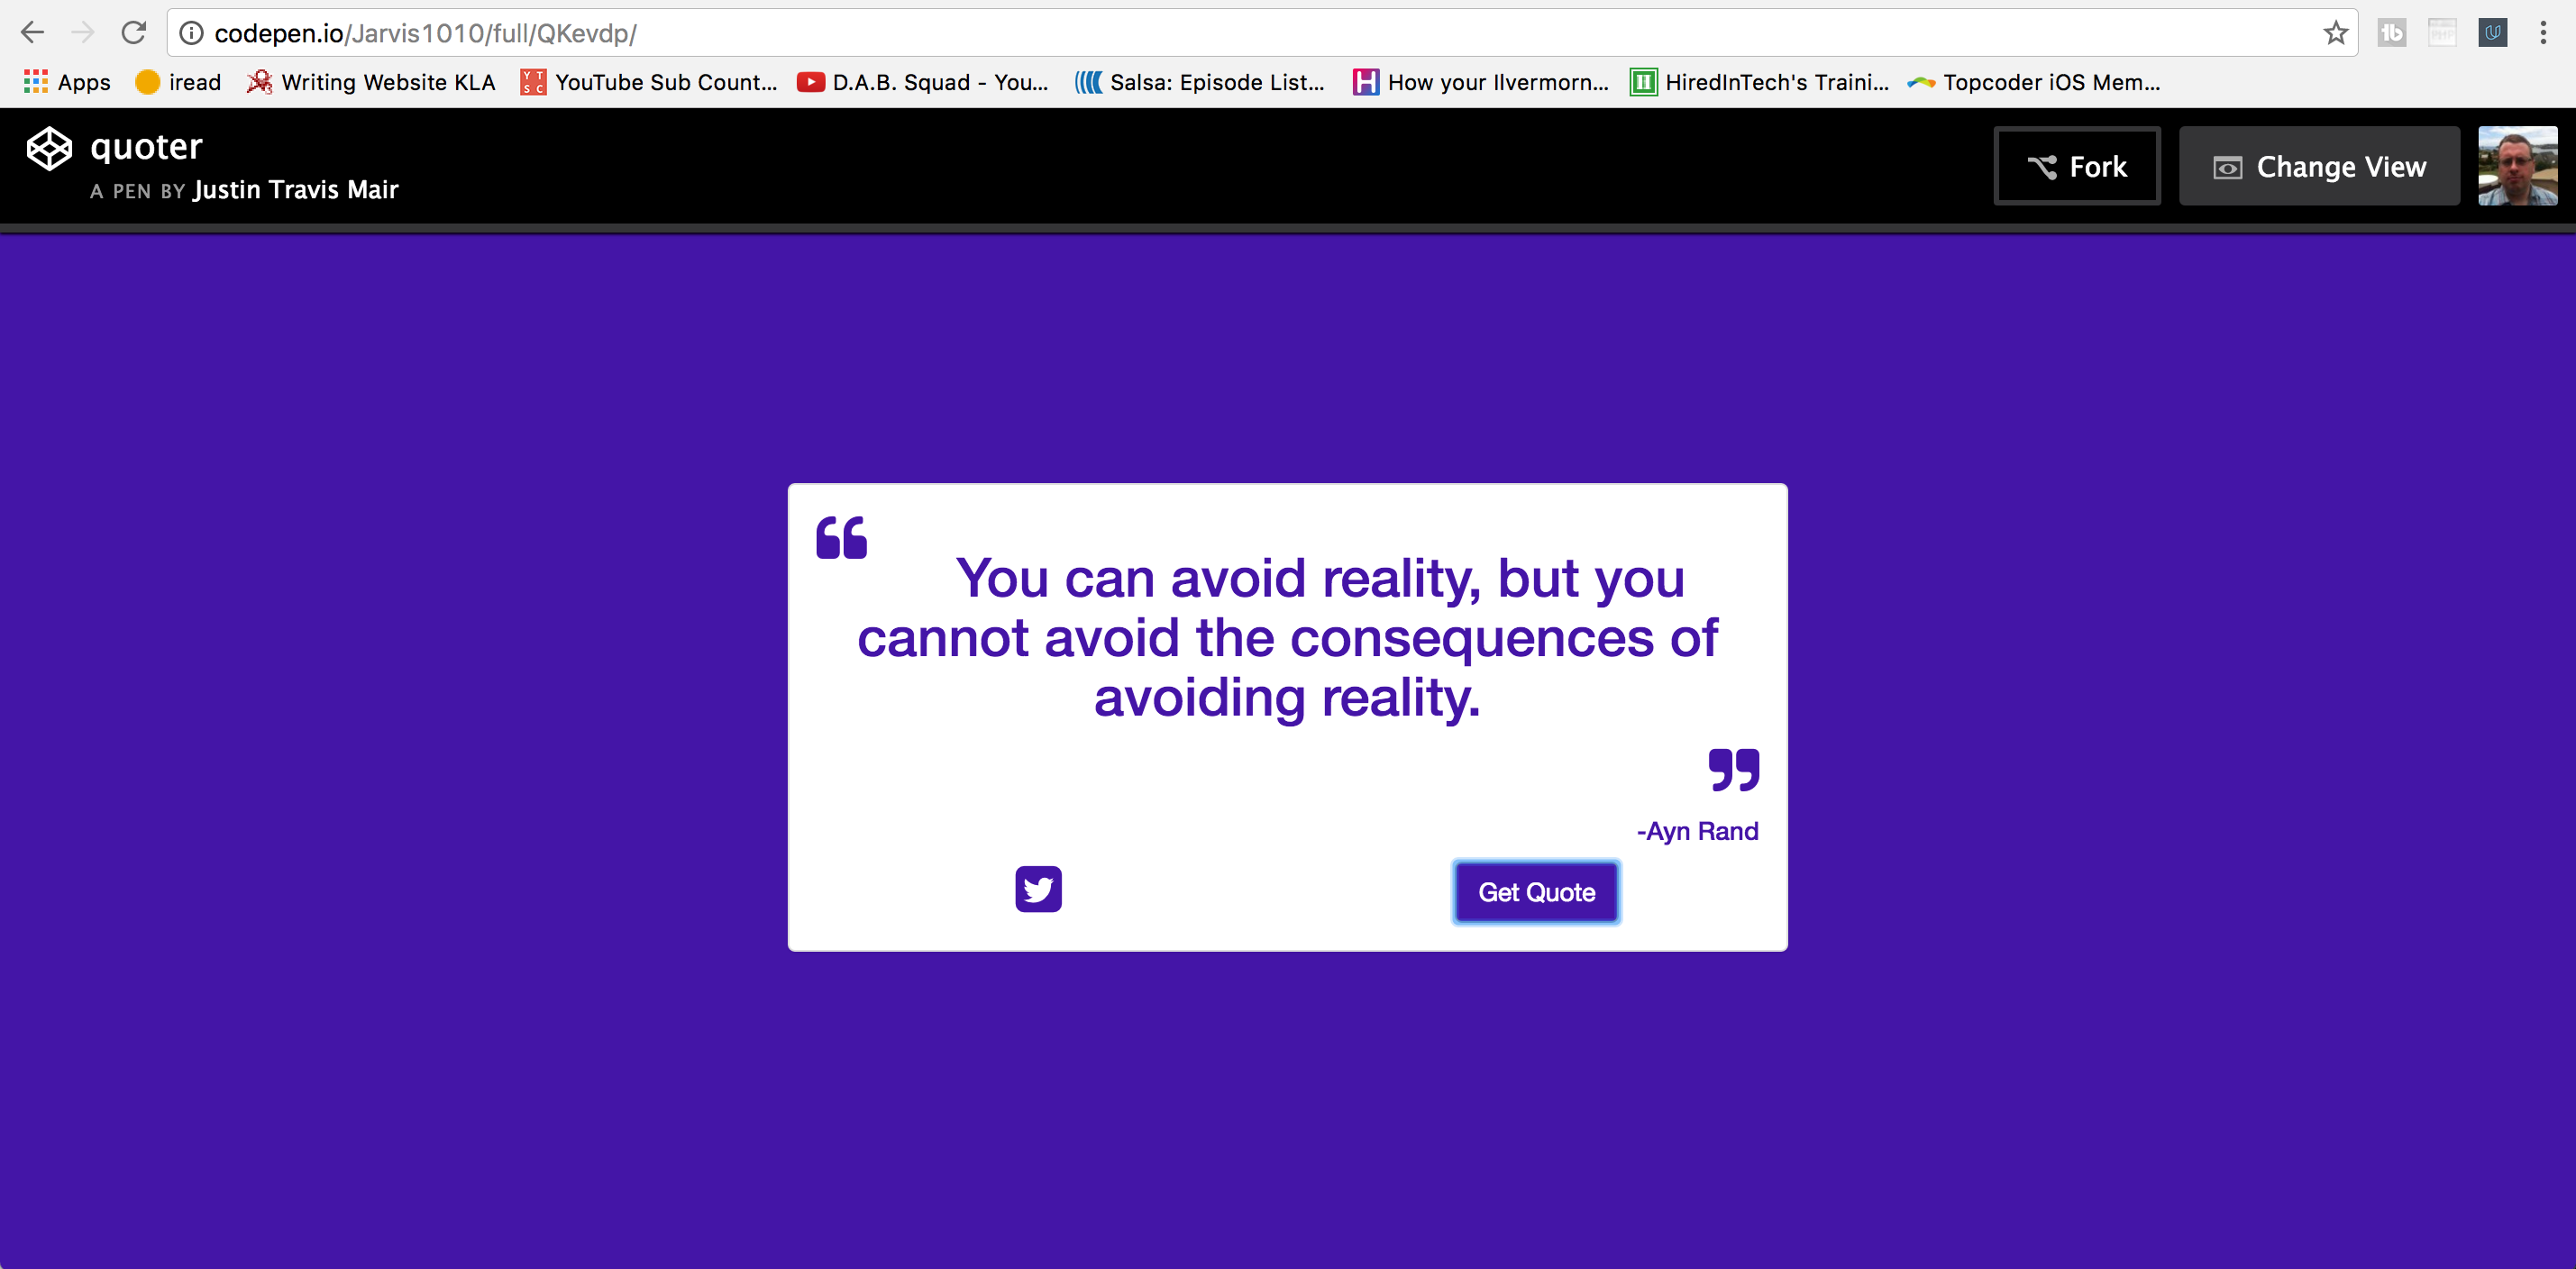 codepen.io/Jarvis1010/full/QKevdp/
Apps iread Writing Website KLA YouTube Sub Count... D.A.B. Squad - You... Salsa: Episode List... How your Ilvermorn... HiredInTech's Traini... Topcoder iOS Mem...
quoter
A PEN BY Justin Travis Mair
Fork Change View
You can avoid reality, but you
cannot avoid the consequences of
avoiding reality.
-Ayn Rand
Get Quote